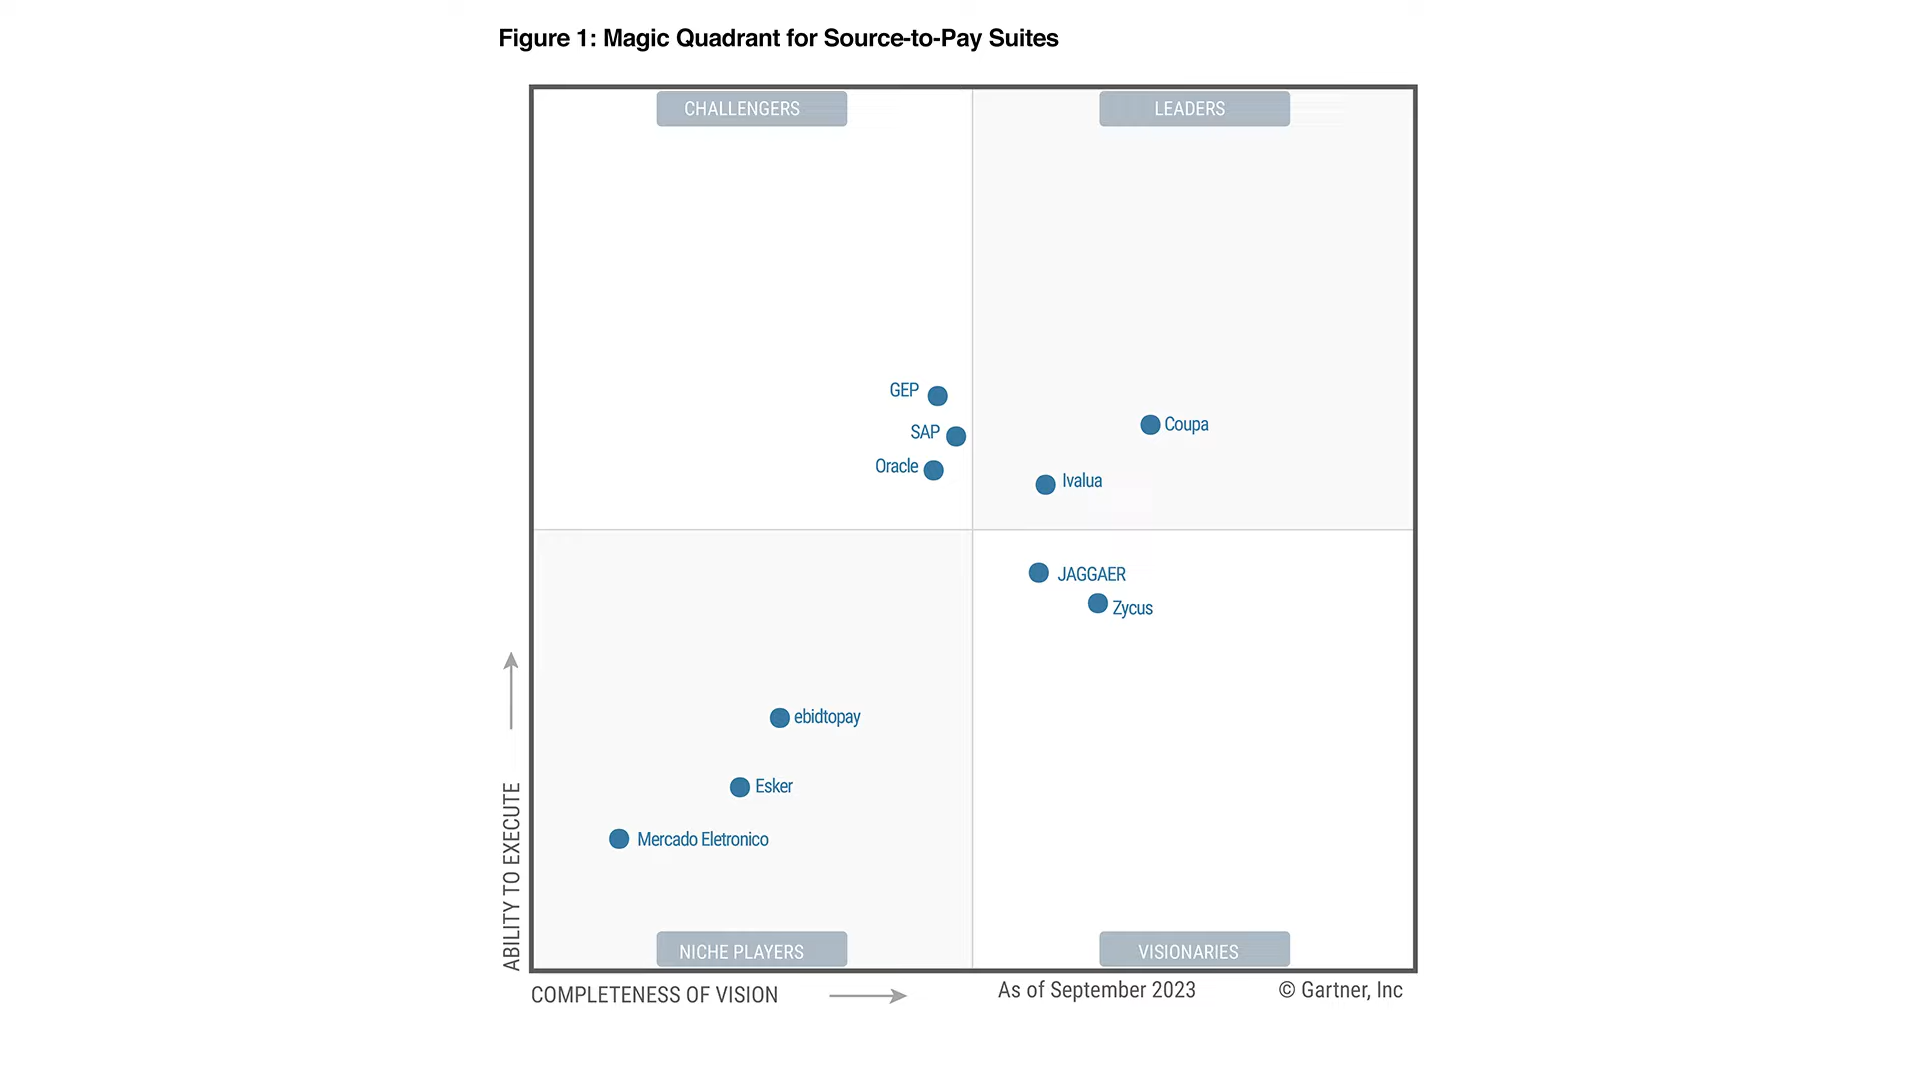 Figure 1: Magic Quadrant for Source-to-Pay Suites
CHALLENGERS
LEADERS
GEP
SAP
Oracle
Coupa
Ivalua
JAGGAER
Zycus
ebidtopay
Esker
Mercado Eletronico
NICHE PLAYERS
VISIONARIES
ABILITY TO EXECUTE
COMPLETENESS OF VISION
As of September 2023
© Gartner, Inc